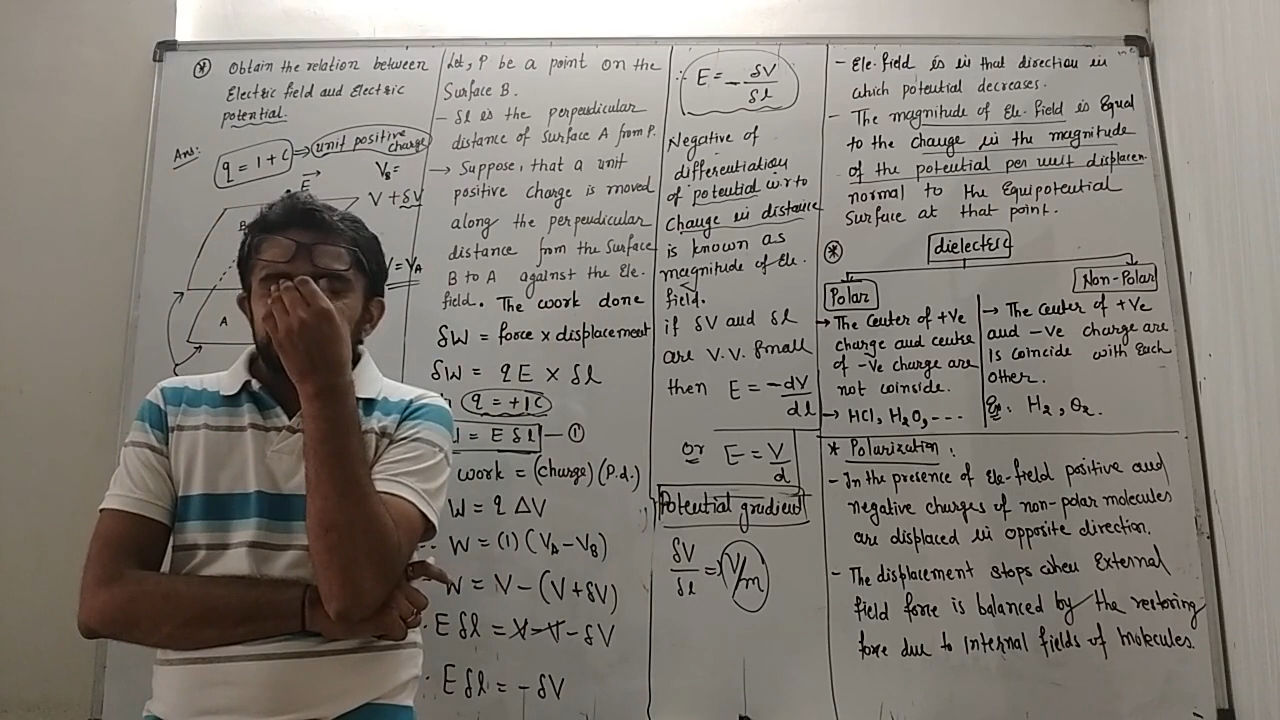 * Obtain the relation between
Electric field and Electric
potential.
Ans:
q = 1+C → unit positive
charge
V_B =
E
V + δV
B
V = V_A
A
Let, P be a point on the
Surface B.
- δl is the perpendicular
distance of Surface A from P.
→ Suppose, that a unit
positive charge is moved
along the perpendicular
distance from the Surface
B to A against the Ele.
field. The work done
δW = force x displacement
δW = qE x δl
q = +1C
= E δl — ①
work = (charge)(P.d.)
W = q ΔV
∴ W = (1) (V_A - V_B)
W = V - (V + δV)
E δl = V - V - δV
∴ E δl = - δV
∴ E = - δV/δl
Negative of
differentiation
of potential w.r to
Change in distance
is known as
magnitude of Ele.
field.
if δV and δl
are V.V. Small
then E = -dV/dl
or E = V/d
Potential gradient
δV/δl => V/m
- Ele. field is in that direction in
which potential decreases.
- The magnitude of Ele. field is Equal
to the change in the magnitude
of the potential per unit displacen.
normal to the Equipotential
Surface at that point.
* dielectric
Polar
→ The Center of +Ve
charge and center
of -Ve charge are
not coinside.
→ HCl, H₂O, ---
Non-Polar
→ The Center of +Ve
and -Ve charge are
is coincide with Each
other.
Eg: H₂, O₂.
* Polarization:
- In the presence of Ele-field positive and
negative charges of non-polar molecules
are displaced in opposite direction.
- The displacement stops when External
field force is balanced by the restoring
force due to internal fields of molecules.